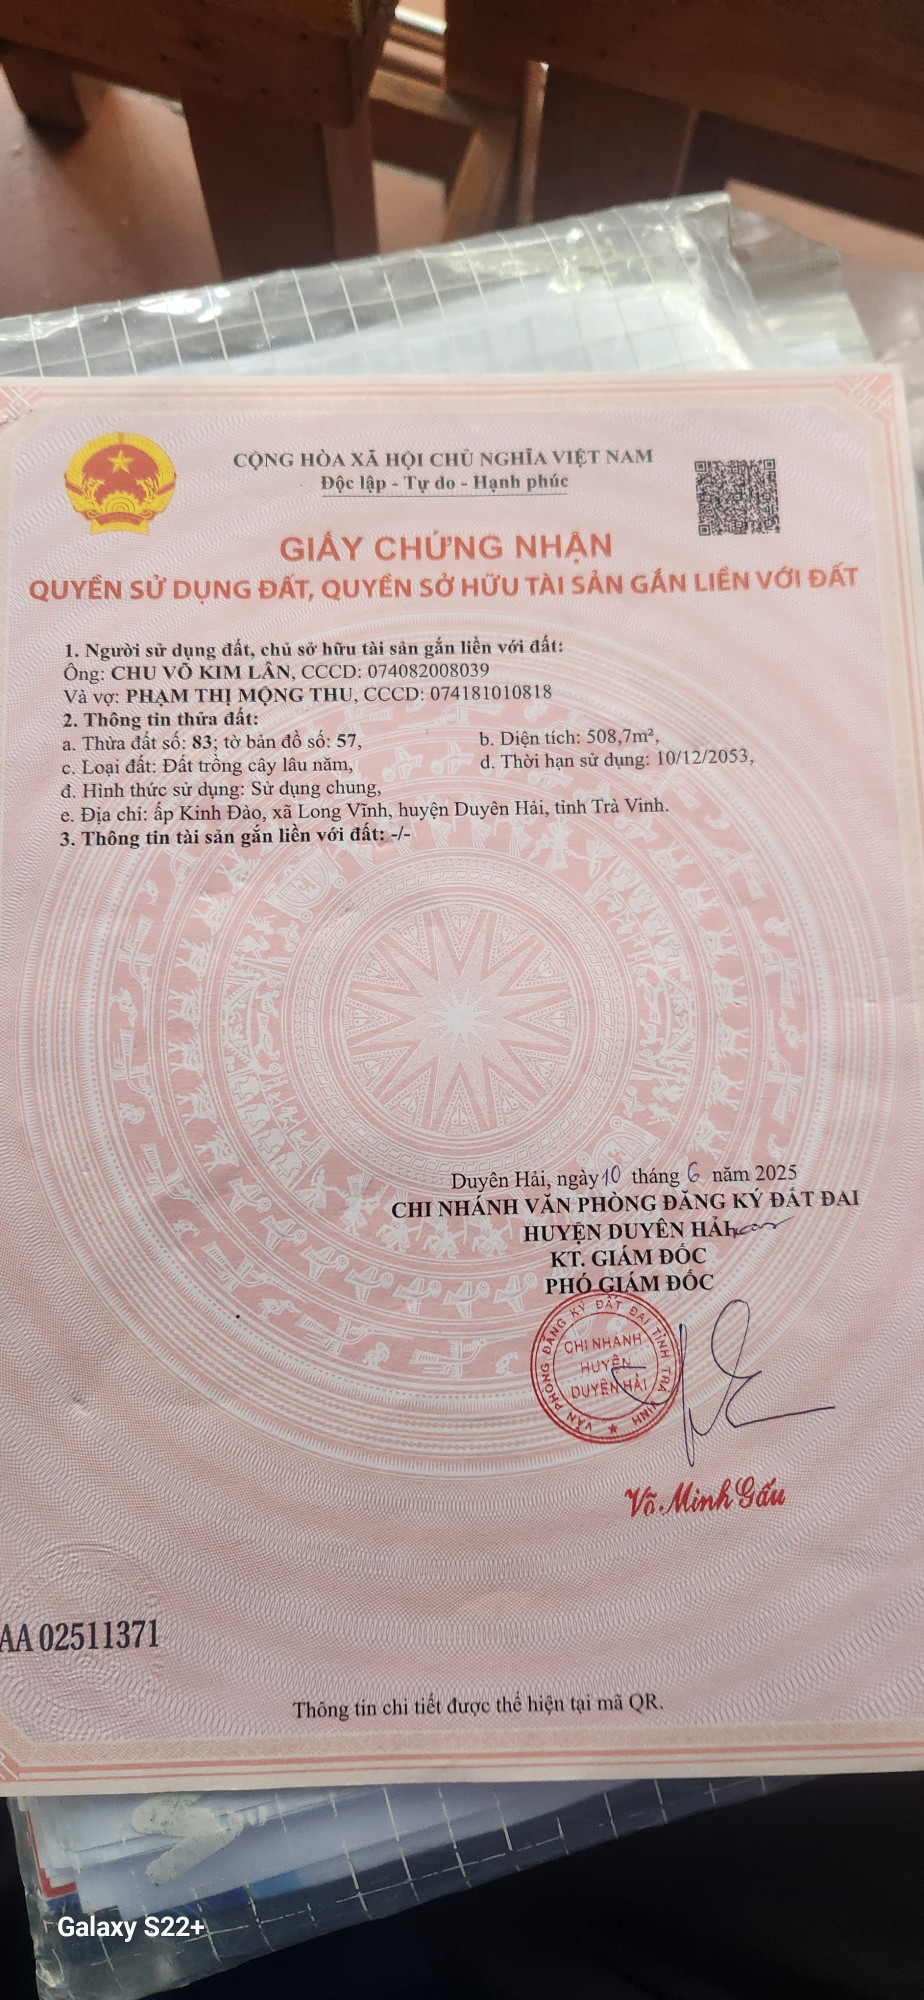 CỘNG HÒA XÃ HỘI CHỦ NGHĨA VIỆT NAM
Độc lập - Tự do - Hạnh phúc
GIẤY CHỨNG NHẬN
QUYỀN SỬ DỤNG ĐẤT, QUYỀN SỞ HỮU TÀI SẢN GẮN LIỀN VỚI ĐẤT
1. Người sử dụng đất, chủ sở hữu tài sản gắn liền với đất:
Ông: CHU VÕ KIM LÂN, CCCD: 074082008039
Và vợ: PHẠM THỊ MỘNG THU, CCCD: 074181010818
2. Thông tin thửa đất:
a. Thửa đất số: 83; tờ bản đồ số: 57, b. Diện tích: 508,7m²,
c. Loại đất: Đất trồng cây lâu năm, d. Thời hạn sử dụng: 10/12/2053,
đ. Hình thức sử dụng: Sử dụng chung,
e. Địa chỉ: ấp Kinh Đào, xã Long Vĩnh, huyện Duyên Hải, tỉnh Trà Vinh.
3. Thông tin tài sản gắn liền với đất: -/-
Duyên Hải, ngày 10 tháng 6 năm 2025
CHI NHÁNH VĂN PHÒNG ĐĂNG KÝ ĐẤT ĐAI
HUYỆN DUYÊN HẢI
KT. GIÁM ĐỐC
PHÓ GIÁM ĐỐC
VĂN PHÒNG ĐĂNG KÝ ĐẤT ĐAI TỈNH TRÀ VINH
CHI NHÁNH
HUYỆN
DUYÊN HẢI
Võ Minh Gấu
AA 02511371
Thông tin chi tiết được thể hiện tại mã QR.
Galaxy S22+